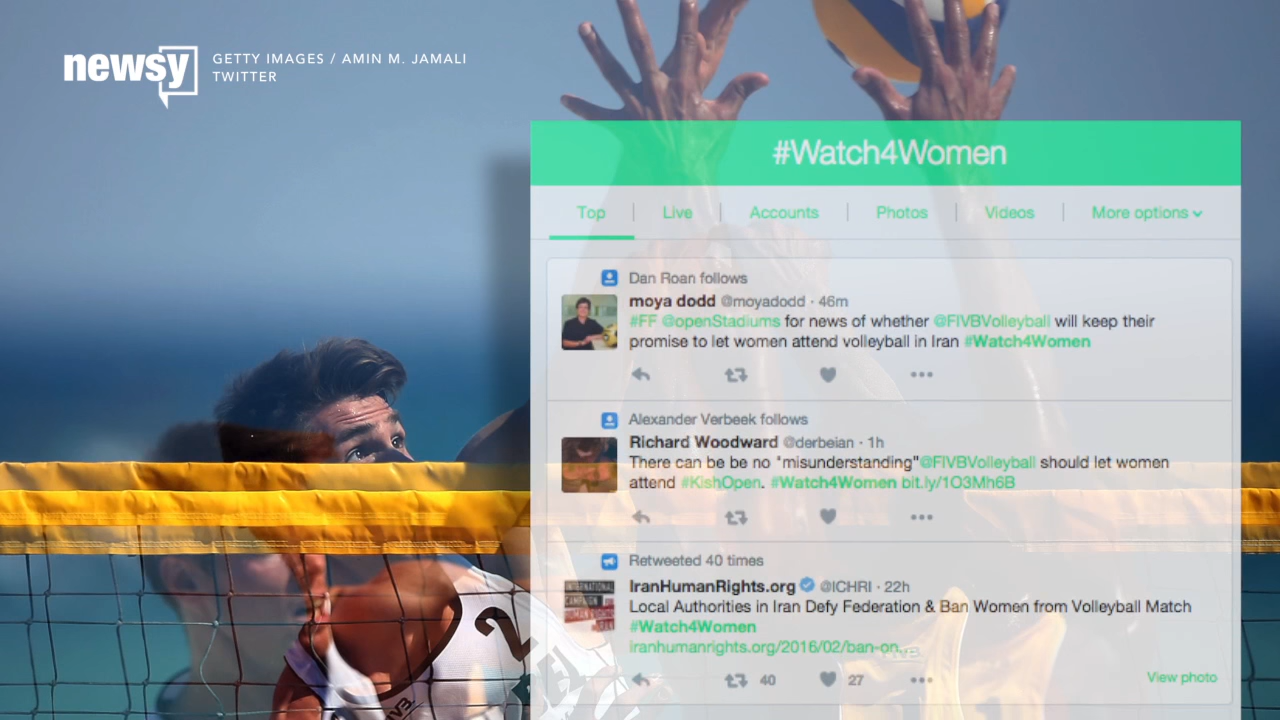 newsy
GETTY IMAGES / AMIN M. JAMALI
TWITTER
#Watch4Women
Top
Live
Accounts
Photos
Videos
More options
Dan Roan follows
moya dodd @moyadodd · 46m
#FF @openStadiums for news of whether @FIVBVolleyball will keep their
promise to let women attend volleyball in Iran #Watch4Women
Alexander Verbeek follows
Richard Woodward @derbeian · 1h
There can be be no "misunderstanding"@FIVBVolleyball should let women
attend #KishOpen. #Watch4Women bit.ly/1O3Mh6B
Retweeted 40 times
INTERNATIONAL
CAMPAIGN
IranHumanRights.org @ICHRI · 22h
Local Authorities in Iran Defy Federation & Ban Women from Volleyball Match
#Watch4Women
iranhumanrights.org/2016/02/ban-on...
40
27
View photo
2